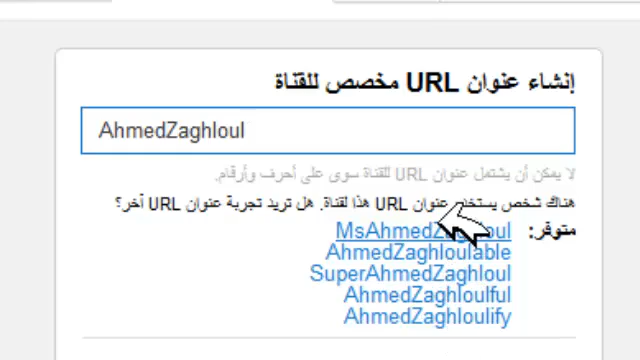 إنشاء عنوان URL مخصص للقناة
AhmedZaghloul
لا يمكن أن يشتمل عنوان URL للقناة سوى على أحرف وأرقام.
هناك شخص يستخدم عنوان URL هذا لقناة. هل تريد تجربة عنوان URL آخر؟
متوفر: MsAhmedZaghloul
AhmedZaghloulable
SuperAhmedZaghloul
AhmedZaghloulful
AhmedZaghloulify